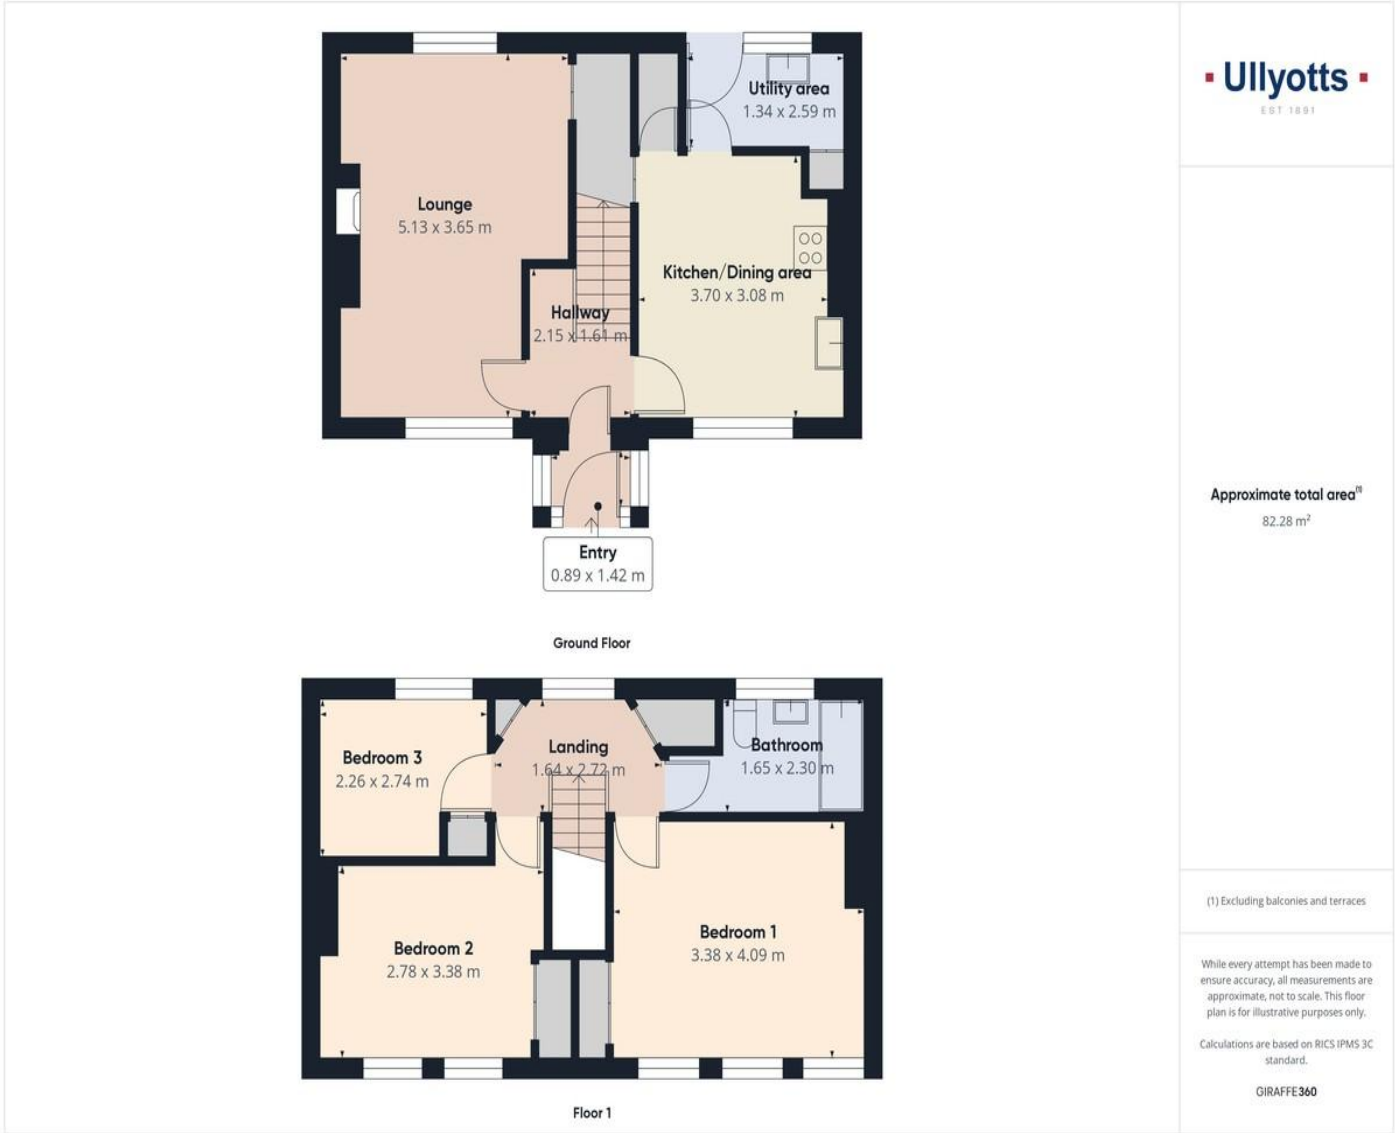 Utility area
1.34 x 2.59 m
Lounge
5.13 x 3.65 m
Kitchen/Dining area
3.70 x 3.08 m
Hallway
2.15 x 1.61 m
Entry
0.89 x 1.42 m
Ground Floor
Bedroom 3
2.26 x 2.74 m
Landing
1.64 x 2.72 m
Bathroom
1.65 x 2.30 m
Bedroom 2
2.78 x 3.38 m
Bedroom 1
3.38 x 4.09 m
Floor 1
Ullyotts
EST 1891
Approximate total area(1)
82.28 m²
(1) Excluding balconies and terraces
While every attempt has been made to
ensure accuracy, all measurements are
approximate, not to scale. This floor
plan is for illustrative purposes only.
Calculations are based on RICS IPMS 3C
standard.
GIRAFFE360